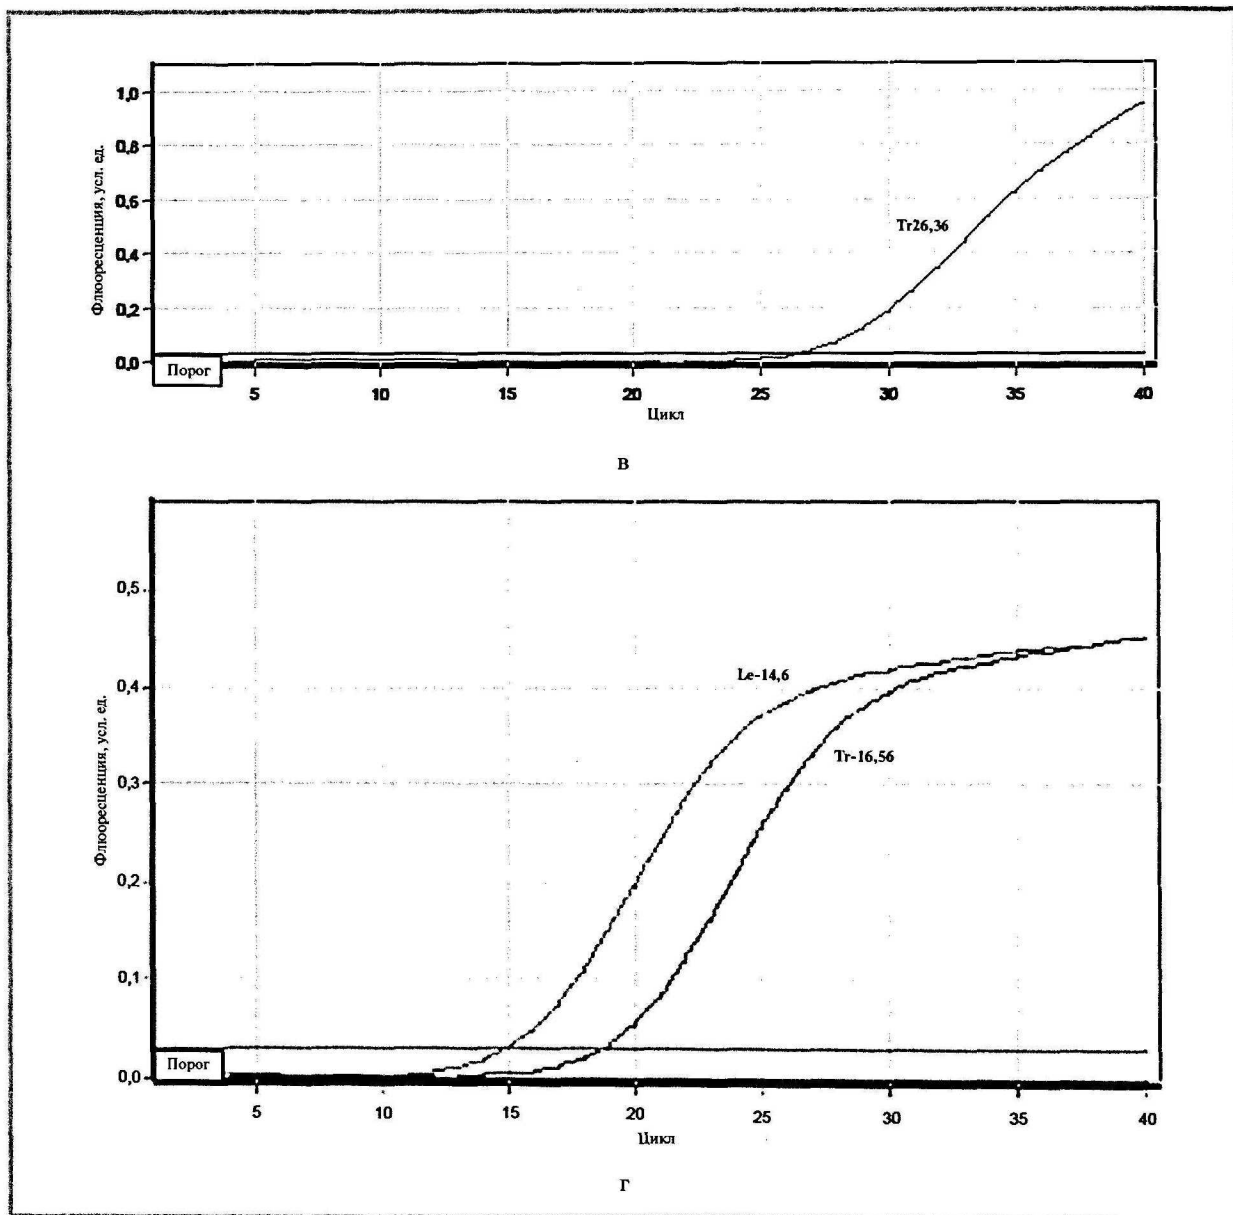 1,0
0,8
0,6
0,4
0,2
0,0
Флюоресценция, усл. ед.
Tr26,36
Порог
5 10 15 20 25 30 35 40
Цикл
в
0,5
0,4
0,3
0,2
0,1
0,0
Флюоресценция, усл. ед.
Le-14,6
Tr-16,56
Порог
5 10 15 20 25 30 35 40
Цикл
г